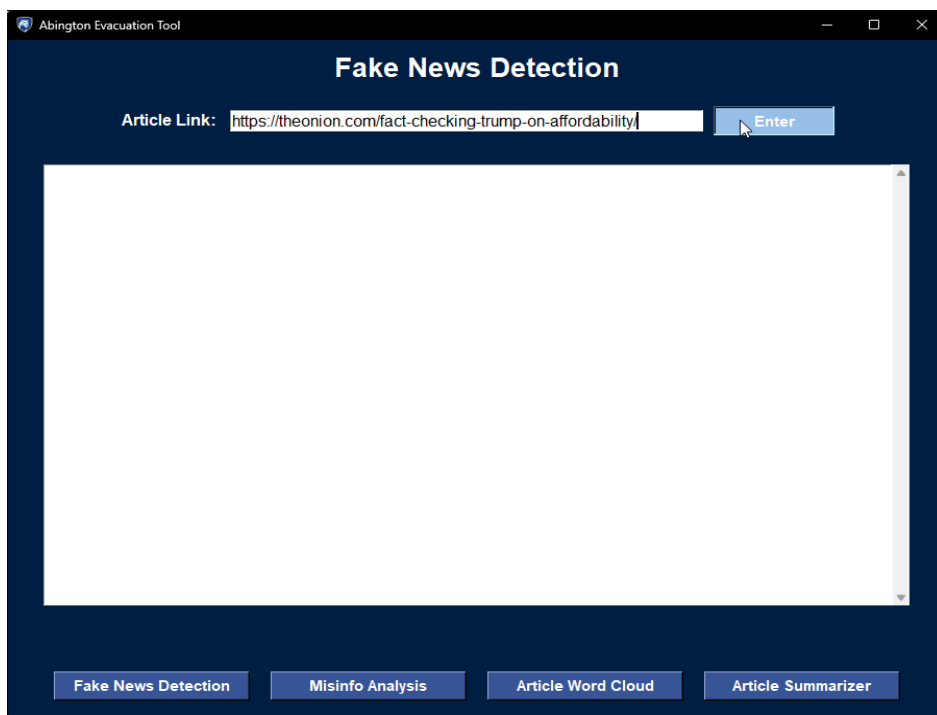 Abington Evacuation Tool
Fake News Detection
Article Link: https://theonion.com/fact-checking-trump-on-affordability/ Enter
Fake News Detection Misinfo Analysis Article Word Cloud Article Summarizer